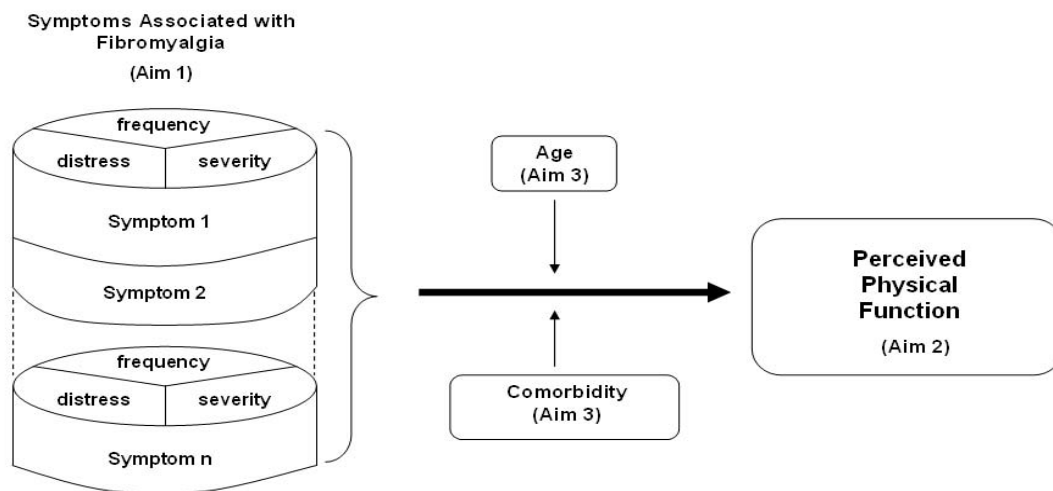 Symptoms Associated with
Fibromyalgia
(Aim 1)
frequency
distress
severity
Symptom 1
Symptom 2
frequency
distress
severity
Symptom n
Age
(Aim 3)
Comorbidity
(Aim 3)
Perceived
Physical
Function
(Aim 2)